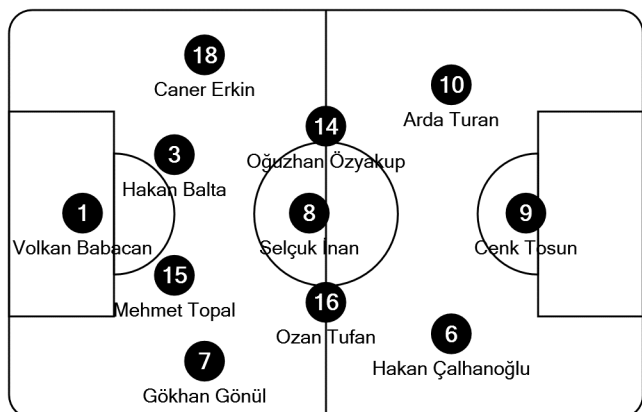 18
Caner Erkin
10
Arda Turan
14
Oğuzhan Özyakup
3
Hakan Balta
1
Volkan Babacan
8
Selçuk İnan
9
Cenk Tosun
15
Mehmet Topal
16
Ozan Tufan
6
Hakan Çalhanoğlu
7
Gökhan Gönül